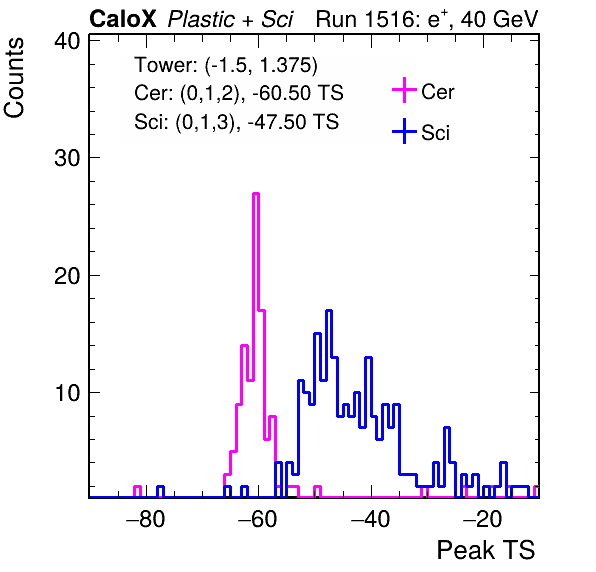 CaloX Plastic + Sci Run 1516: e+, 40 GeV
Counts
40
30
20
10
Tower: (-1.5, 1.375)
Cer: (0,1,2), -60.50 TS
Sci: (0,1,3), -47.50 TS
Cer
Sci
−80 −60 −40 −20
Peak TS